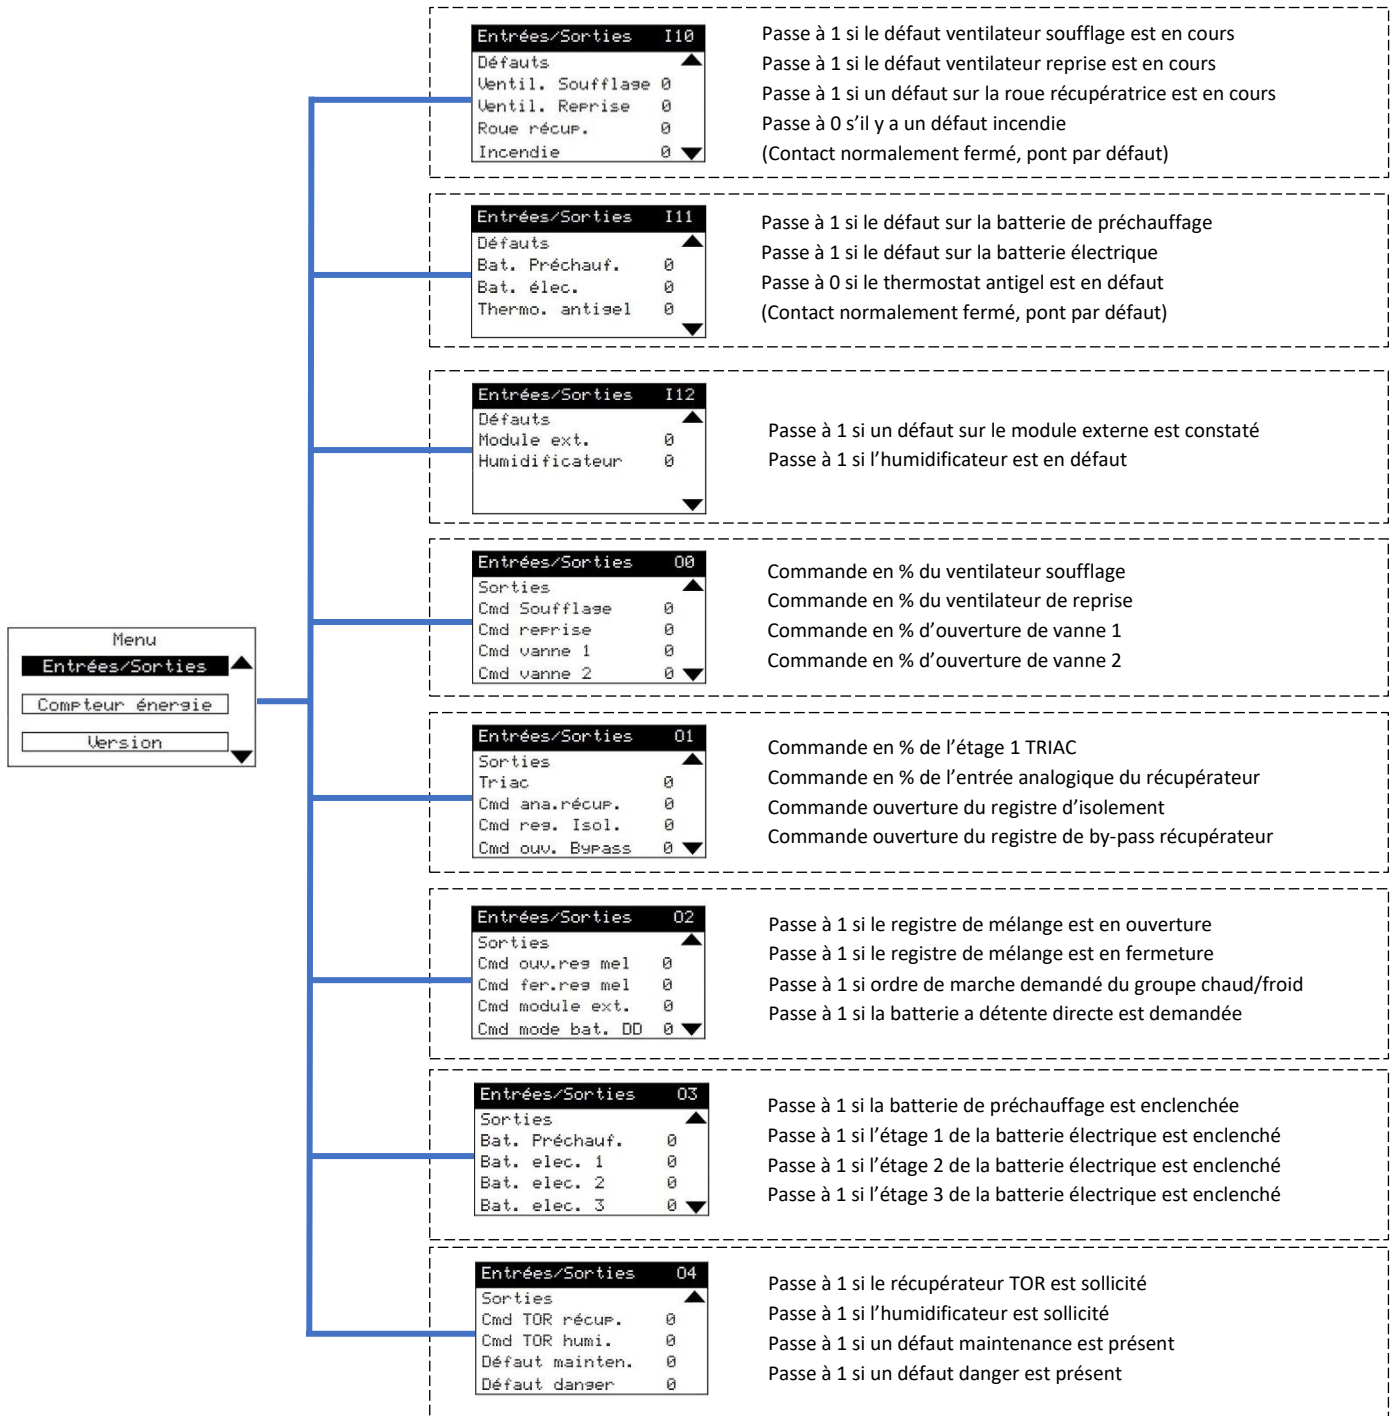 Entrées/Sorties I10
Défauts
Ventil. Soufflage 0
Ventil. Reprise 0
Roue récup. 0
Incendie 0
Passe à 1 si le défaut ventilateur soufflage est en cours
Passe à 1 si le défaut ventilateur reprise est en cours
Passe à 1 si un défaut sur la roue récupératrice est en cours
Passe à 0 s’il y a un défaut incendie
(Contact normalement fermé, pont par défaut)
Entrées/Sorties I11
Défauts
Bat. Préchauf. 0
Bat. élec. 0
Thermo. antigel 0
Passe à 1 si le défaut sur la batterie de préchauffage
Passe à 1 si le défaut sur la batterie électrique
Passe à 0 si le thermostat antigel est en défaut
(Contact normalement fermé, pont par défaut)
Entrées/Sorties I12
Défauts
Module ext. 0
Humidificateur 0
Passe à 1 si un défaut sur le module externe est constaté
Passe à 1 si l’humidificateur est en défaut
Entrées/Sorties O0
Sorties
Cmd Soufflage 0
Cmd reprise 0
Cmd vanne 1 0
Cmd vanne 2 0
Commande en % du ventilateur soufflage
Commande en % du ventilateur de reprise
Commande en % d’ouverture de vanne 1
Commande en % d’ouverture de vanne 2
Menu
Entrées/Sorties
Compteur énergie
Version
Entrées/Sorties O1
Sorties
Triac 0
Cmd ana.récup. 0
Cmd reg. Isol. 0
Cmd ouv. Bypass 0
Commande en % de l’étage 1 TRIAC
Commande en % de l’entrée analogique du récupérateur
Commande ouverture du registre d’isolement
Commande ouverture du registre de by-pass récupérateur
Entrées/Sorties O2
Sorties
Cmd ouv.reg mel 0
Cmd fer.reg mel 0
Cmd module ext. 0
Cmd mode bat. DD 0
Passe à 1 si le registre de mélange est en ouverture
Passe à 1 si le registre de mélange est en fermeture
Passe à 1 si ordre de marche demandé du groupe chaud/froid
Passe à 1 si la batterie a détente directe est demandée
Entrées/Sorties O3
Sorties
Bat. Préchauf. 0
Bat. elec. 1 0
Bat. elec. 2 0
Bat. elec. 3 0
Passe à 1 si la batterie de préchauffage est enclenchée
Passe à 1 si l’étage 1 de la batterie électrique est enclenché
Passe à 1 si l’étage 2 de la batterie électrique est enclenché
Passe à 1 si l’étage 3 de la batterie électrique est enclenché
Entrées/Sorties O4
Sorties
Cmd TOR récup. 0
Cmd TOR humi. 0
Défaut mainten. 0
Défaut danger 0
Passe à 1 si le récupérateur TOR est sollicité
Passe à 1 si l’humidificateur est sollicité
Passe à 1 si un défaut maintenance est présent
Passe à 1 si un défaut danger est présent